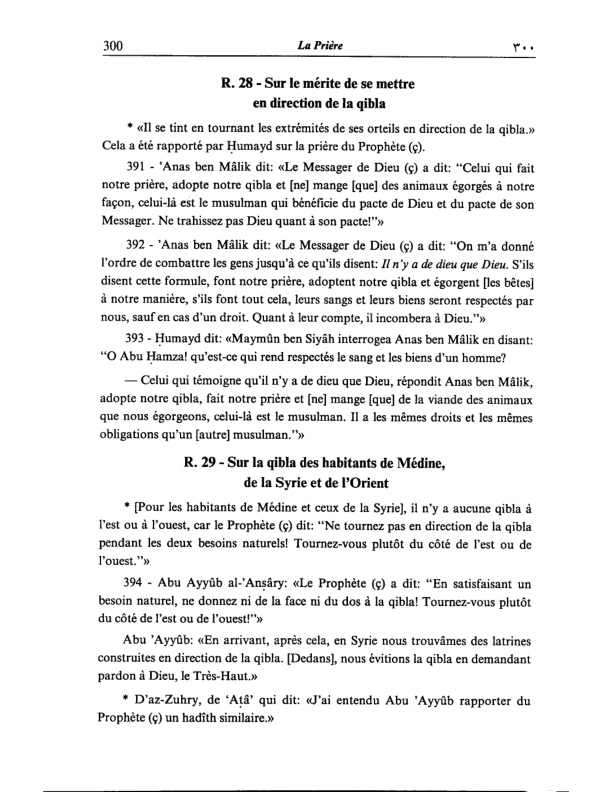 300 La Prière ٣٠٠
R. 28 - Sur le mérite de se mettre
en direction de la qibla
* «Il se tint en tournant les extrémités de ses orteils en direction de la qibla.»
Cela a été rapporté par Ḥumayd sur la prière du Prophète (ç).
391 - 'Anas ben Mâlik dit: «Le Messager de Dieu (ç) a dit: “Celui qui fait
notre prière, adopte notre qibla et [ne] mange [que] des animaux égorgés à notre
façon, celui-là est le musulman qui bénéficie du pacte de Dieu et du pacte de son
Messager. Ne trahissez pas Dieu quant à son pacte!”»
392 - 'Anas ben Mâlik dit: «Le Messager de Dieu (ç) a dit: “On m'a donné
l'ordre de combattre les gens jusqu'à ce qu'ils disent: Il n'y a de dieu que Dieu. S'ils
disent cette formule, font notre prière, adoptent notre qibla et égorgent [les bêtes]
à notre manière, s'ils font tout cela, leurs sangs et leurs biens seront respectés par
nous, sauf en cas d'un droit. Quant à leur compte, il incombera à Dieu.”»
393 - Ḥumayd dit: «Maymûn ben Siyâh interrogea Anas ben Mâlik en disant:
“O Abu Ḥamza! qu'est-ce qui rend respectés le sang et les biens d'un homme?
— Celui qui témoigne qu'il n'y a de dieu que Dieu, répondit Anas ben Mâlik,
adopte notre qibla, fait notre prière et [ne] mange [que] de la viande des animaux
que nous égorgeons, celui-là est le musulman. Il a les mêmes droits et les mêmes
obligations qu'un [autre] musulman.”»
R. 29 - Sur la qibla des habitants de Médine,
de la Syrie et de l'Orient
* [Pour les habitants de Médine et ceux de la Syrie], il n'y a aucune qibla à
l'est ou à l'ouest, car le Prophète (ç) dit: “Ne tournez pas en direction de la qibla
pendant les deux besoins naturels! Tournez-vous plutôt du côté de l'est ou de
l'ouest.”»
394 - Abu Ayyûb al-'Anṣâry: «Le Prophète (ç) a dit: “En satisfaisant un
besoin naturel, ne donnez ni de la face ni du dos à la qibla! Tournez-vous plutôt
du côté de l'est ou de l'ouest!”»
Abu 'Ayyûb: «En arrivant, après cela, en Syrie nous trouvâmes des latrines
construites en direction de la qibla. [Dedans], nous évitions la qibla en demandant
pardon à Dieu, le Très-Haut.»
* D'az-Zuhry, de 'Aṭâ' qui dit: «J'ai entendu Abu 'Ayyûb rapporter du
Prophète (ç) un hadîth similaire.»